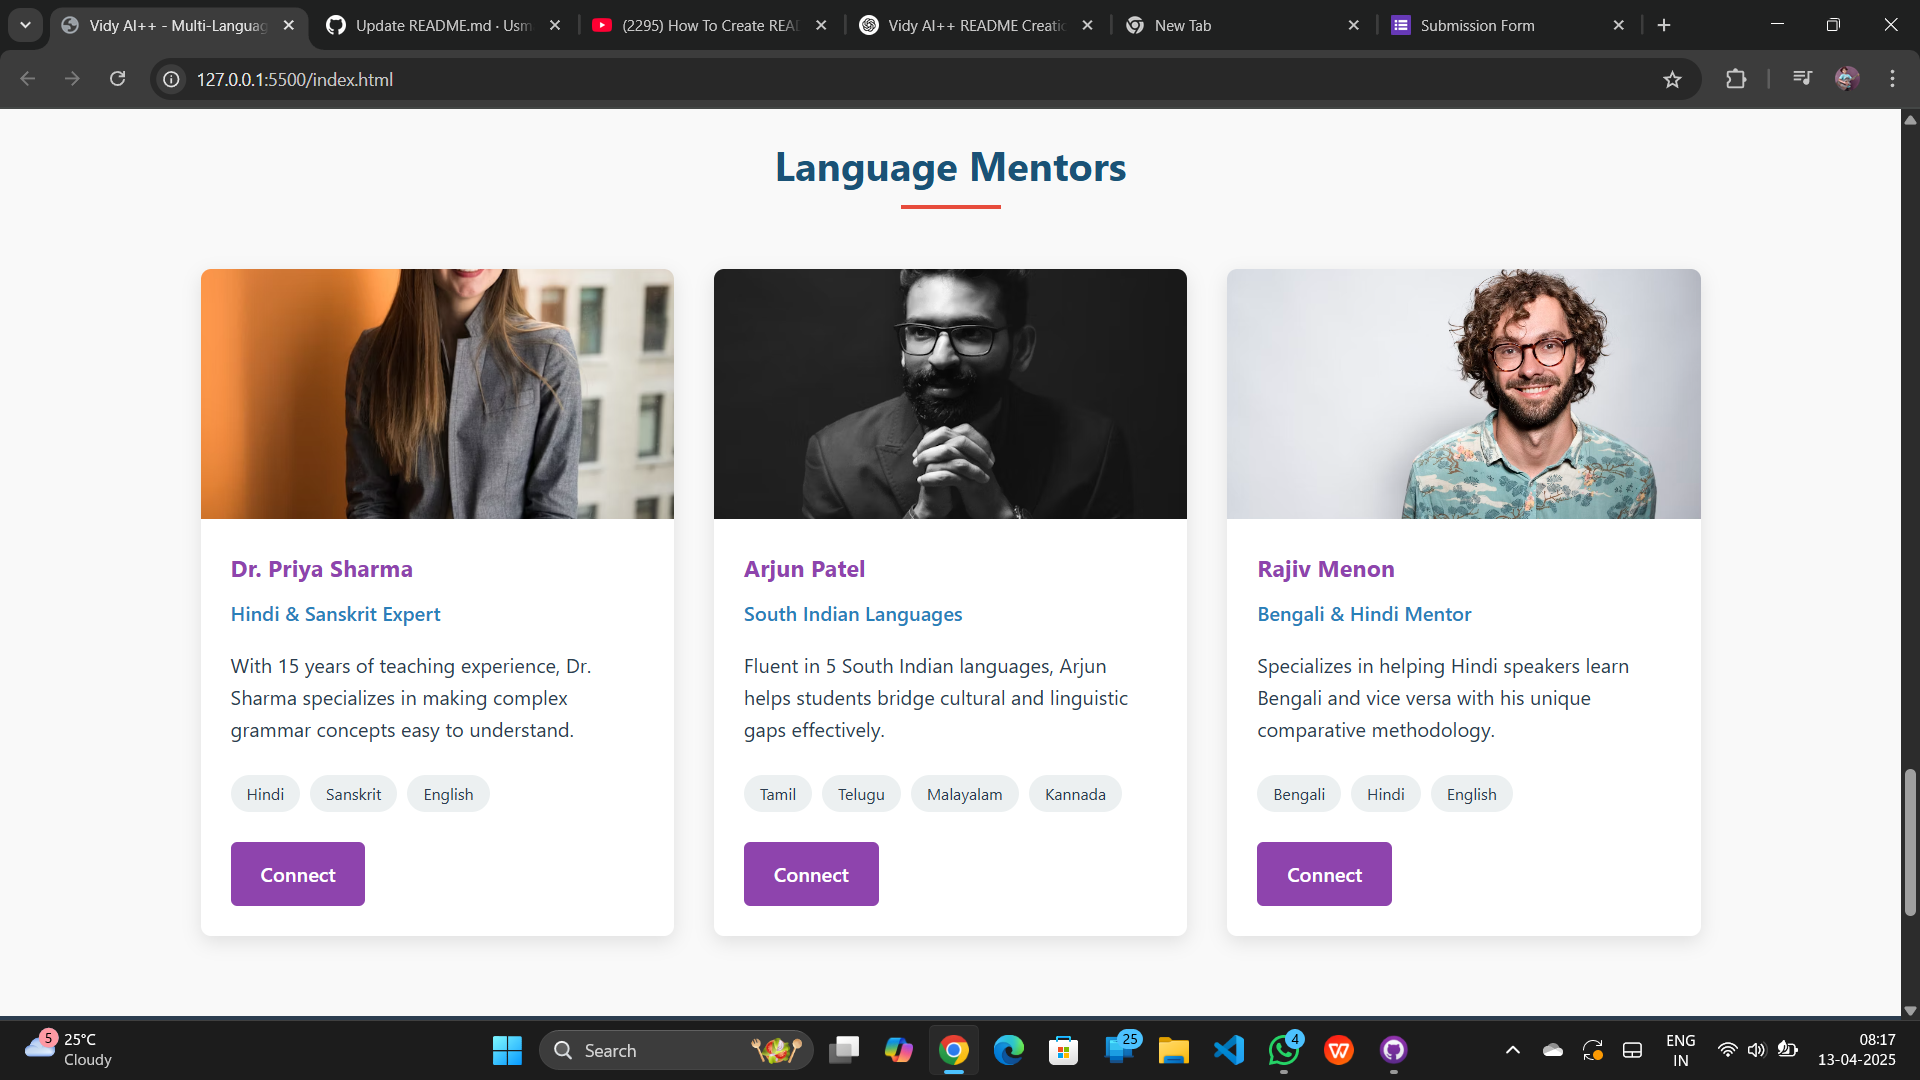 Vidy AI++ - Multi-Languag
Update README.md · Usm
(2295) How To Create REA
Vidy AI++ README Creatio
New Tab
Submission Form
127.0.0.1:5500/index.html
Language Mentors
Dr. Priya Sharma
Hindi & Sanskrit Expert
With 15 years of teaching experience, Dr.
Sharma specializes in making complex
grammar concepts easy to understand.
Hindi
Sanskrit
English
Connect
Arjun Patel
South Indian Languages
Fluent in 5 South Indian languages, Arjun
helps students bridge cultural and linguistic
gaps effectively.
Tamil
Telugu
Malayalam
Kannada
Connect
Rajiv Menon
Bengali & Hindi Mentor
Specializes in helping Hindi speakers learn
Bengali and vice versa with his unique
comparative methodology.
Bengali
Hindi
English
Connect
5
25°C
Cloudy
Search
25
4
ENG
IN
08:17
13-04-2025